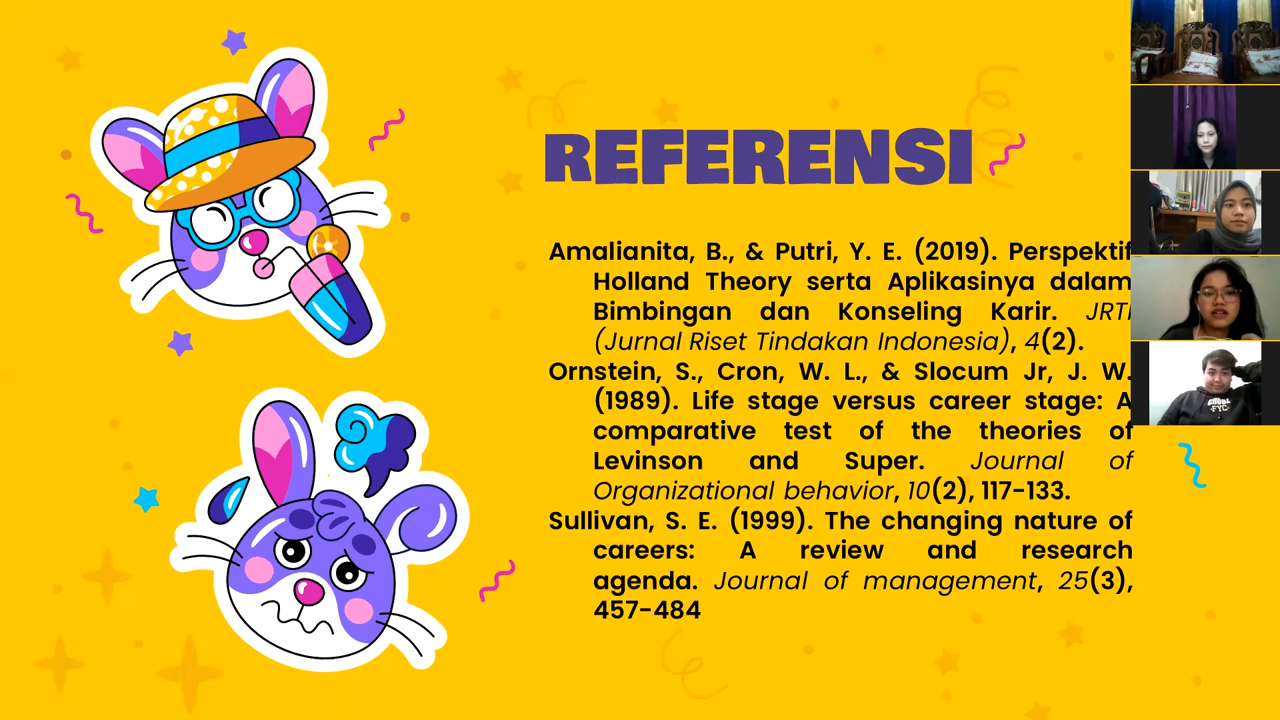 REFERENSI
Amalianita, B., & Putri, Y. E. (2019). Perspektif
Holland Theory serta Aplikasinya dalam
Bimbingan dan Konseling Karir. JRTI
(Jurnal Riset Tindakan Indonesia), 4(2).
Ornstein, S., Cron, W. L., & Slocum Jr, J. W.
(1989). Life stage versus career stage: A
comparative test of the theories of
Levinson and Super. Journal of
Organizational behavior, 10(2), 117-133.
Sullivan, S. E. (1999). The changing nature of
careers: A review and research
agenda. Journal of management, 25(3),
457-484